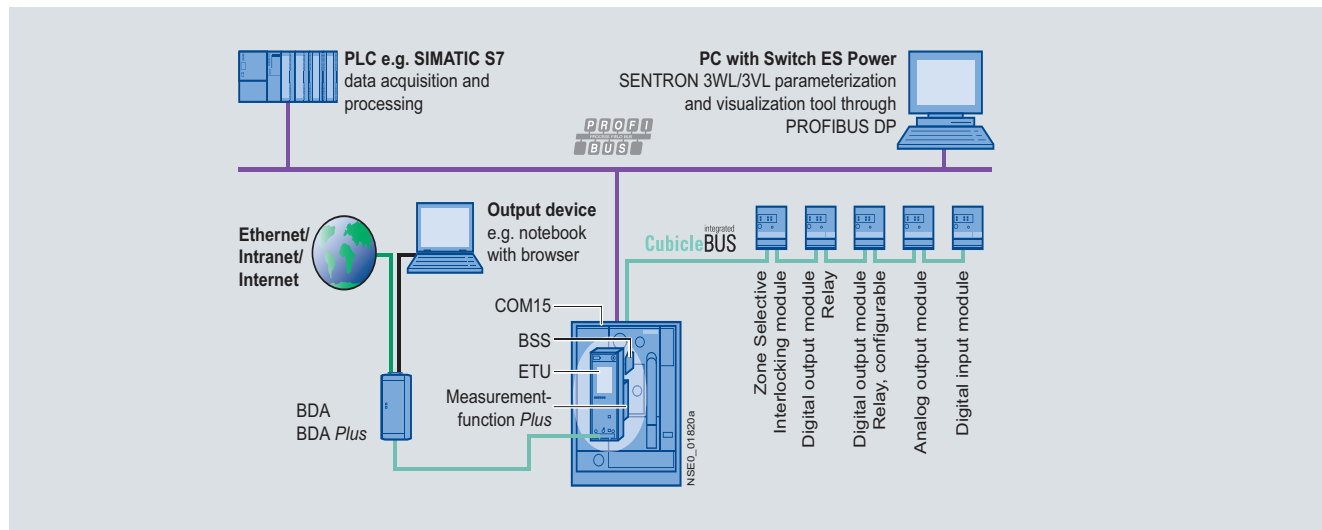 PLC e.g. SIMATIC S7
data acquisition and
processing
PC with Switch ES Power
SENTRON 3WL/3VL parameterization
and visualization tool through
PROFIBUS DP
PROFI
PROCESS FIELD BUS
BUS
Ethernet/
Intranet/
Internet
Output device
e.g. notebook
with browser
integrated
CubicleBUS
COM15
BSS
ETU
Measurement-
function Plus
BDA
BDA Plus
NSE0_01820a
Zone Selective
Interlocking module
Digital output module
Relay
Digital output module
Relay, configurable
Analog output module
Digital input module